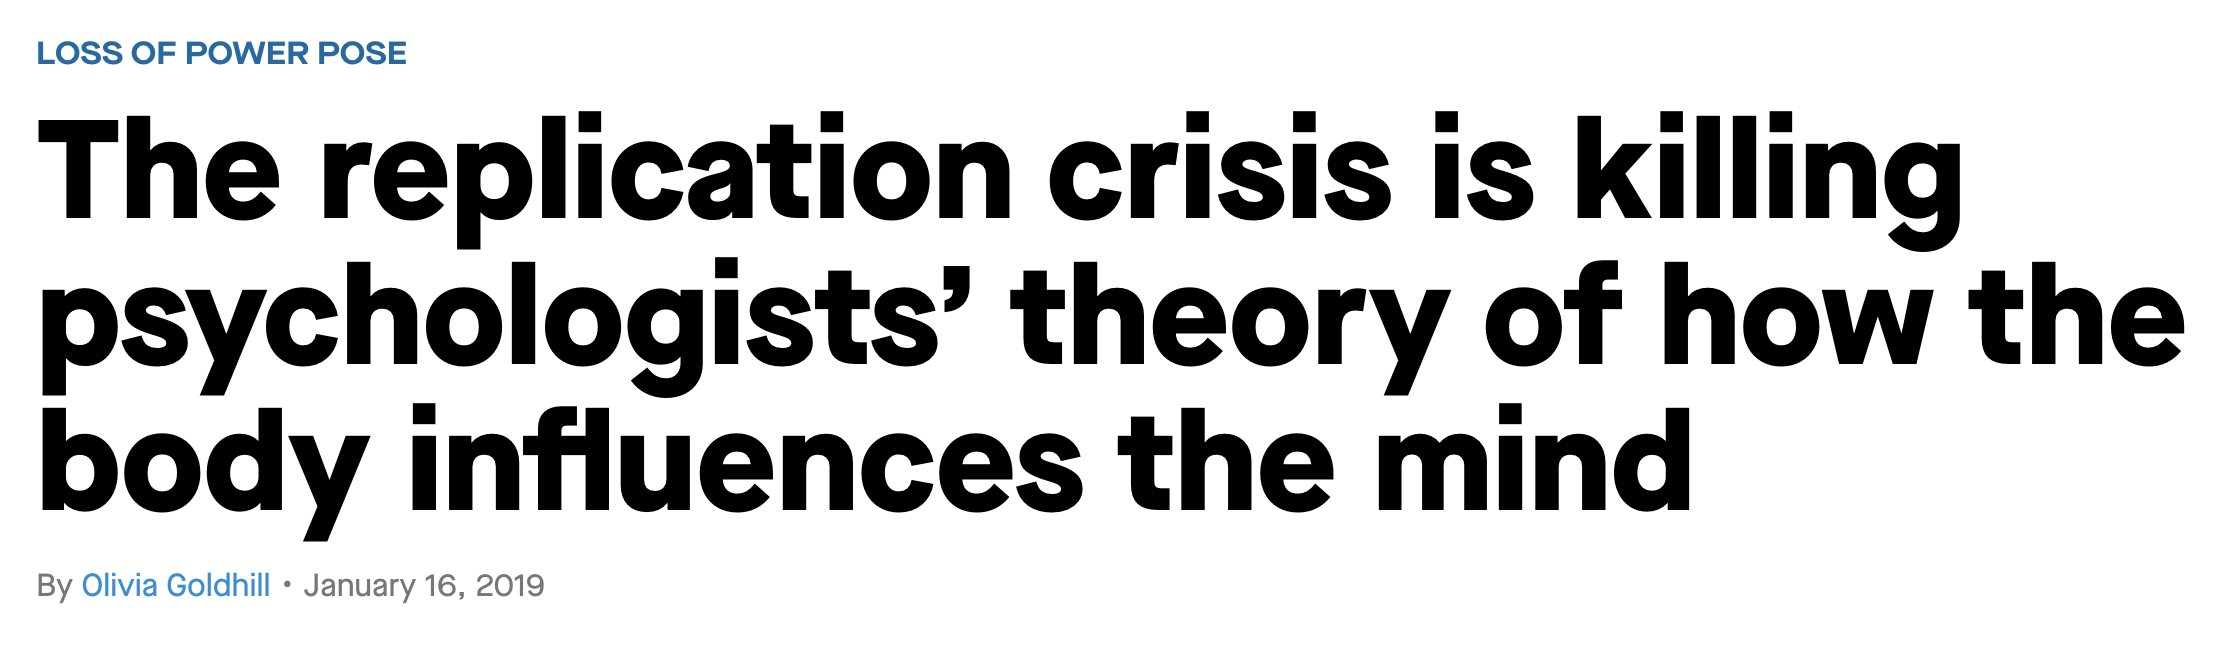 LOSS OF POWER POSE
The replication crisis is killing
psychologists’ theory of how the
body influences the mind
By Olivia Goldhill • January 16, 2019